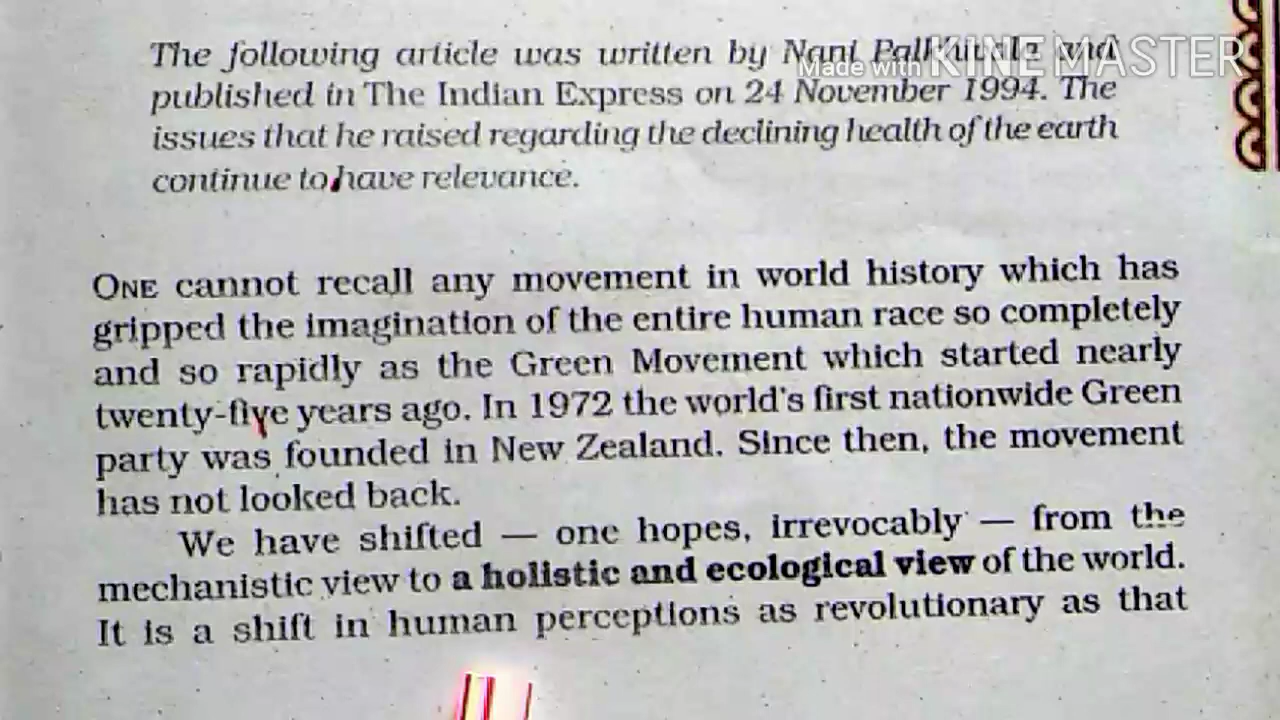 The following article was written by Nani Palkhivala and
Made with KINEMASTER
published in The Indian Express on 24 November 1994. The
issues that he raised regarding the declining health of the earth
continue to have relevance.
ONE cannot recall any movement in world history which has
gripped the imagination of the entire human race so completely
and so rapidly as the Green Movement which started nearly
twenty-five years ago. In 1972 the world's first nationwide Green
party was founded in New Zealand. Since then, the movement
has not looked back.
We have shifted — one hopes, irrevocably — from the
mechanistic view to a holistic and ecological view of the world.
It is a shift in human perceptions as revolutionary as that